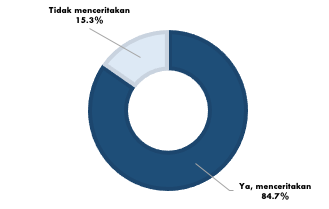 Tidak menceritakan
15.3%
Ya, menceritakan
84.7%